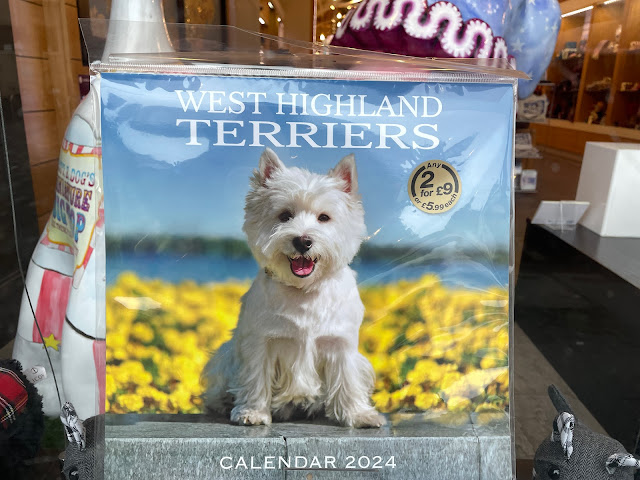 WEST HIGHLAND
TERRIERS
Any
2
for £9
or £5.99 each
CALENDAR 2024